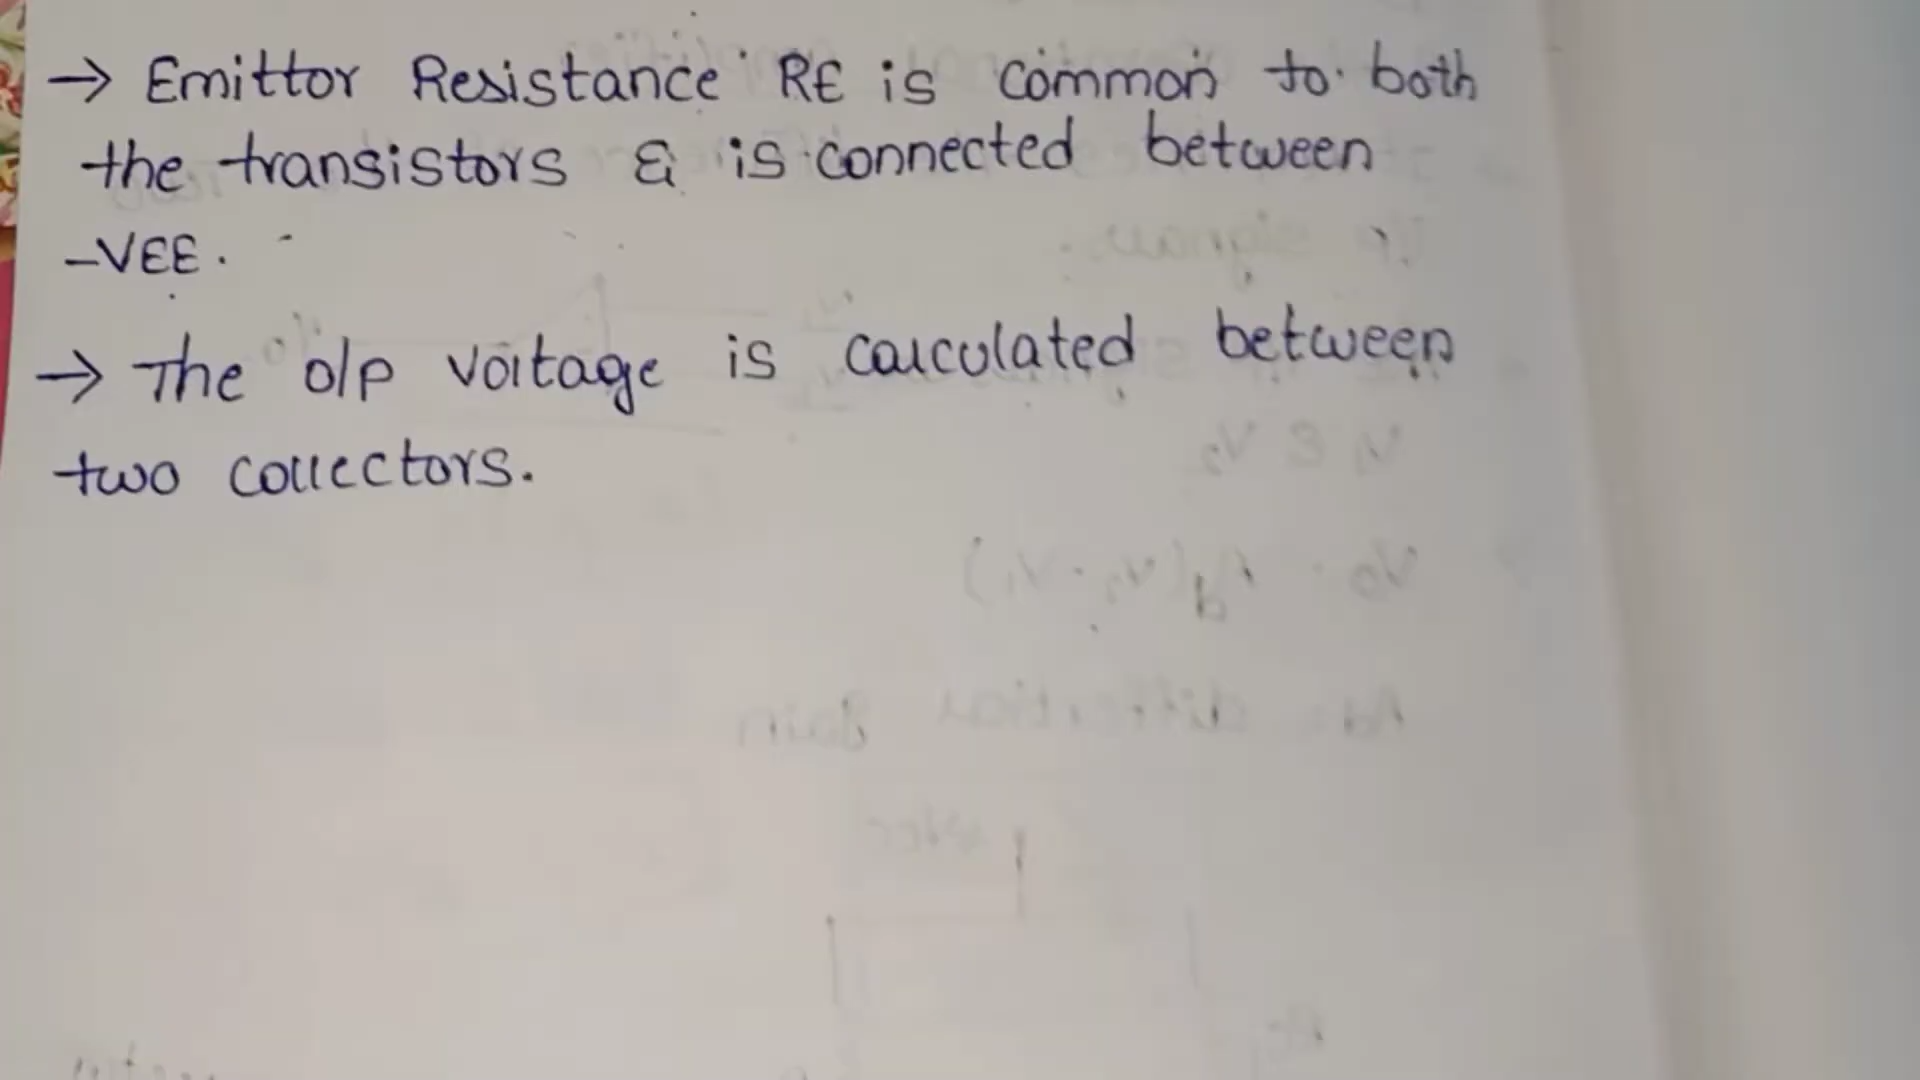 → Emittor Resistance RE is common to both
the transistors & is connected between
-VEE.
→ The o/p voltage is calculated between
two collectors.